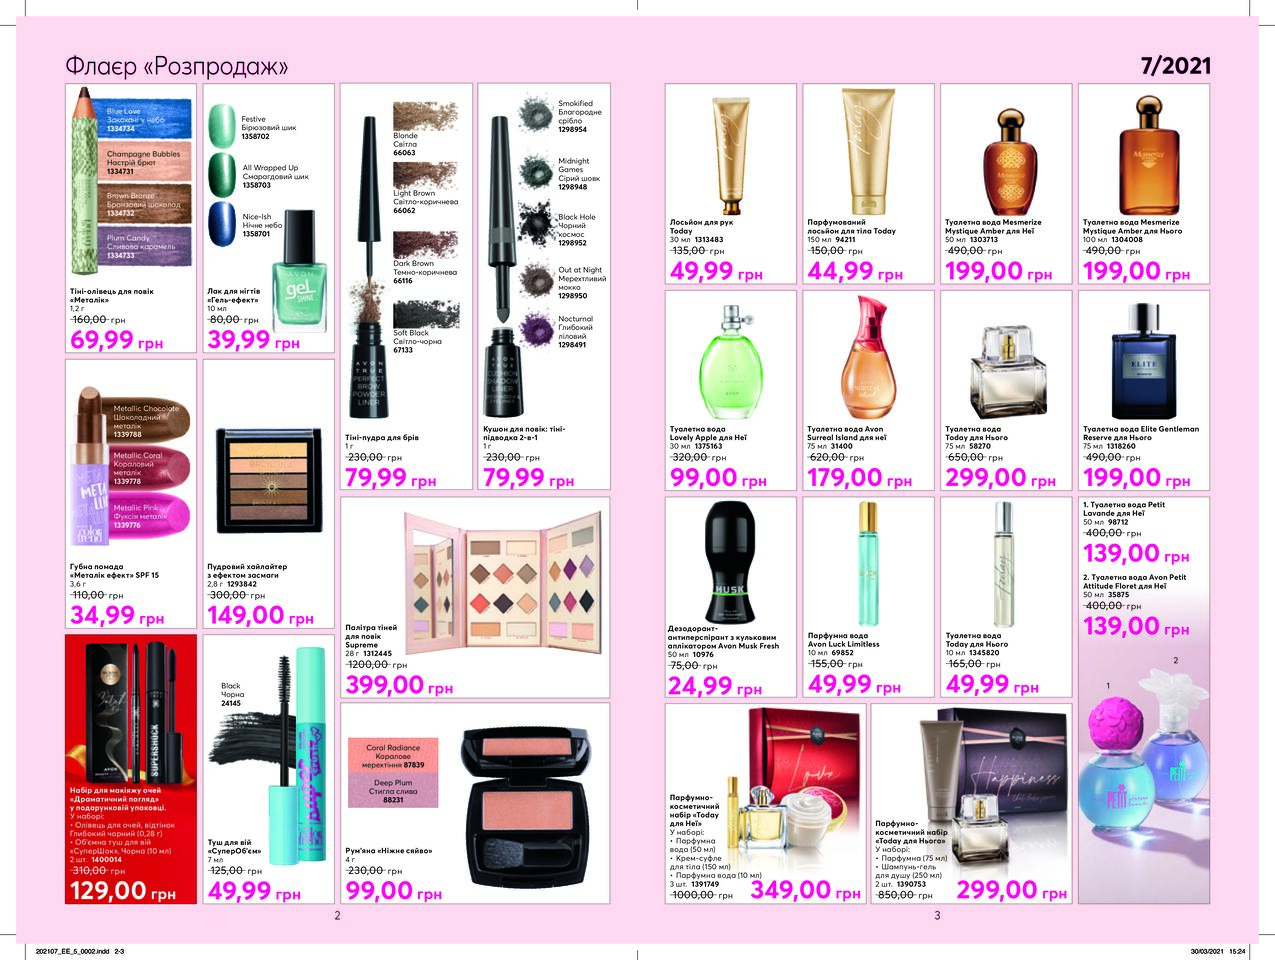 Флаєр «Розпродаж»
7/2021
Blue Love
Закохані у небо
1334734
Champagne Bubbles
Настрій брют
1334731
Brown Bronze
Бронзовий шоколад
1334732
Plum Candy
Сливова карамель
1334733
Тіні-олівець для повік
«Металік»
1,2 г
160,00 грн
69,99 грн
Festive
Бірюзовий шик
1358702
All Wrapped Up
Смарагдовий шик
1358703
Nice-Ish
Нічне небо
1358701
AVON
gel
SHINE
Лак для нігтів
«Гель-ефект»
10 мл
80,00 грн
39,99 грн
Blonde
Світла
66063
Light Brown
Світло-коричнева
66062
Dark Brown
Темно-коричнева
66116
Soft Black
Світло-чорна
67133
AVON
TRUE
PERFECT
BROW
POWDER
LINER
Тіні-пудра для брів
1 г
230,00 грн
79,99 грн
Smokified
Благородне
срібло
1298954
Midnight
Games
Сірий шовк
1298948
Black Hole
Чорний
космос
1298952
Out at Night
Мерехтливий
мокко
1298950
Nocturnal
Глибокий
ліловий
1298491
AVON
TRUE
CUSHION
SHADOW
LINER
Кушон для повік: тіні-
підводка 2-в-1
1 г
230,00 грн
79,99 грн
Metallic Chocolate
Шоколадний
металік
1339788
Metallic Coral
Кораловий
металік
1339778
Metallic Pink
Фуксія металік
1339776
color
trend
Губна помада
«Металік ефект» SPF 15
3,6 г
110,00 грн
34,99 грн
Пудровий хайлайтер
з ефектом засмаги
2,8 г 1293842
300,00 грн
149,00 грн
Палітра тіней
для повік
Supreme
28 г 1312445
1200,00 грн
399,00 грн
AVON
SUPERSHOCK
Набір для макіяжу очей
«Драматичний погляд»
у подарунковій упаковці.
У наборі:
• Олівець для очей, відтінок
Глибокий чорний (0,28 г)
• Об'ємна туш для вій
«СуперШок», Чорна (10 мл)
2 шт. 1400014
310,00 грн
129,00 грн
Black
Чорна
24145
Туш для вій
«СуперОб'єм»
7 мл
125,00 грн
49,99 грн
Coral Radiance
Коралове
мерехтіння 87839
Deep Plum
Стигла слива
88231
Рум'яна «Ніжне сяйво»
4 г
230,00 грн
99,00 грн
2
Лосьйон для рук
Today
30 мл 1313483
135,00 грн
49,99 грн
Парфумований
лосьйон для тіла Today
150 мл 94211
150,00 грн
44,99 грн
Туалетна вода Mesmerize
Mystique Amber для Неї
50 мл 1303713
490,00 грн
199,00 грн
Mesmerize
Туалетна вода Mesmerize
Mystique Amber для Нього
100 мл 1304008
490,00 грн
199,00 грн
Туалетна вода
Lovely Apple для Неї
30 мл 1375163
320,00 грн
99,00 грн
Туалетна вода Avon
Surreal Island для неї
75 мл 31400
620,00 грн
179,00 грн
Туалетна вода
Today для Нього
75 мл 58270
650,00 грн
299,00 грн
ELITE
Туалетна вода Elite Gentleman
Reserve для Нього
75 мл 1318260
490,00 грн
199,00 грн
MUSK
Дезодорант-
антиперспірант з кульковим
аплікатором Avon Musk Fresh
50 мл 10976
75,00 грн
24,99 грн
Парфумна вода
Avon Luck Limitless
10 мл 69852
155,00 грн
49,99 грн
today
Туалетна вода
Today для Нього
10 мл 1345820
165,00 грн
49,99 грн
1. Туалетна вода Petit
Lavande для Неї
50 мл 98712
400,00 грн
139,00 грн
2. Туалетна вода Avon Petit
Attitude Floret для Неї
50 мл 35875
400,00 грн
139,00 грн
2
1
PETIT
PETIT
Love
Парфумно-
косметичний
набір «Today
для Неї»
У наборі:
• Парфумна
вода (50 мл)
• Крем-суфле
для тіла (150 мл)
• Парфумна вода (10 мл)
3 шт. 1391749
1000,00 грн
349,00 грн
Happiness
Парфумно-
косметичний набір
«Today для Нього»
У наборі:
• Парфумна (75 мл)
• Шампунь-гель
для душу (250 мл)
2 шт. 1390753
850,00 грн
299,00 грн
3
202107_EE_5_0002.indd 2-3
30/03/2021 15:24